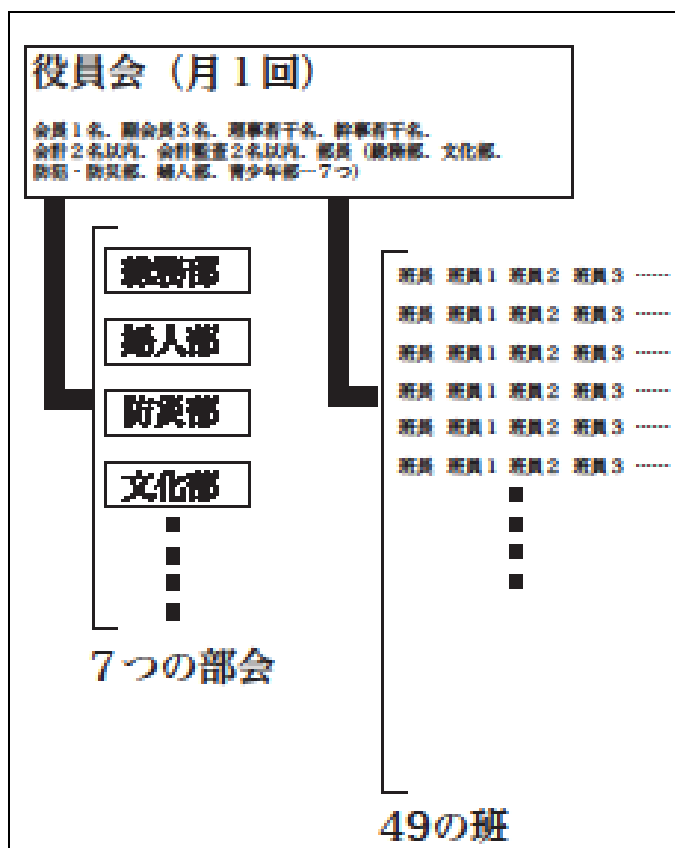 役員会（月1回）
会長1名．副会長3名．理事若干名．幹事若干名．
会計2名以内．会計監査2名以内．部長（総務部．文化部．
防犯・防災部．婦人部．青少年部…7つ）
総務部
婦人部
防災部
文化部
7つの部会
班長 班員1 班員2 班員3 ……
班長 班員1 班員2 班員3 ……
班長 班員1 班員2 班員3 ……
班長 班員1 班員2 班員3 ……
班長 班員1 班員2 班員3 ……
班長 班員1 班員2 班員3 ……
49の班